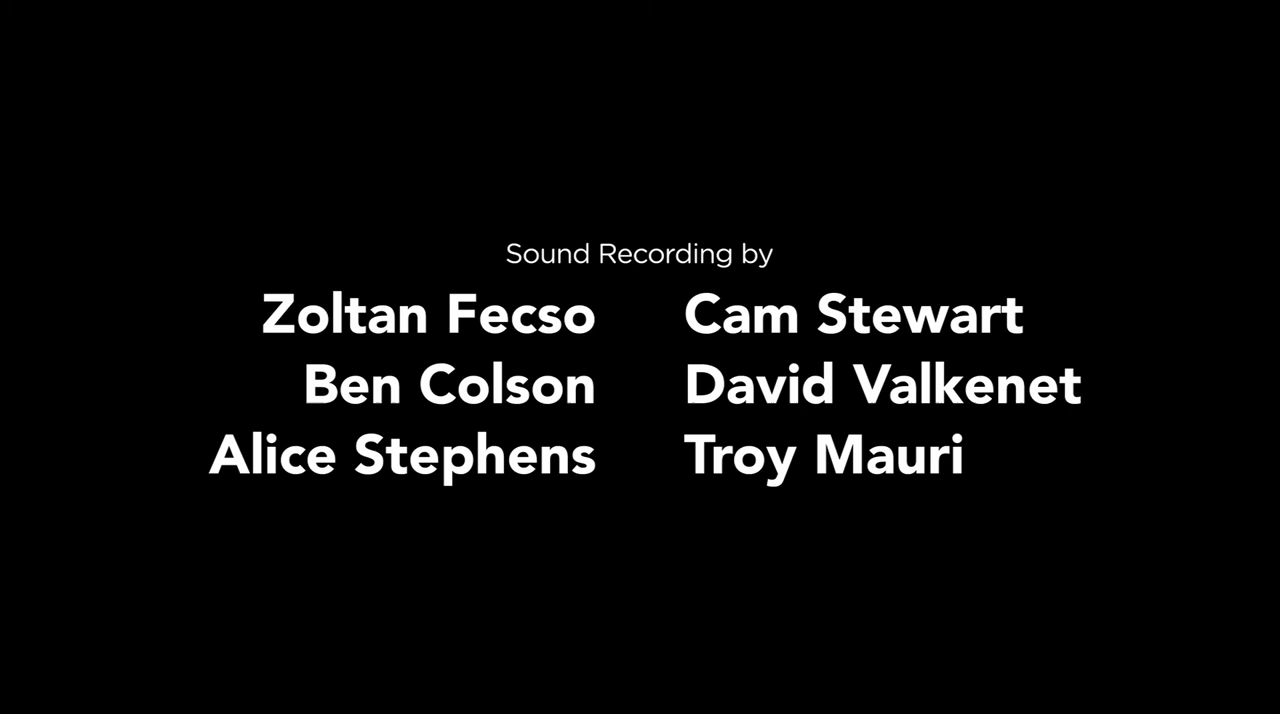 Sound Recording by
Zoltan Fecso Cam Stewart
Ben Colson David Valkenet
Alice Stephens Troy Mauri